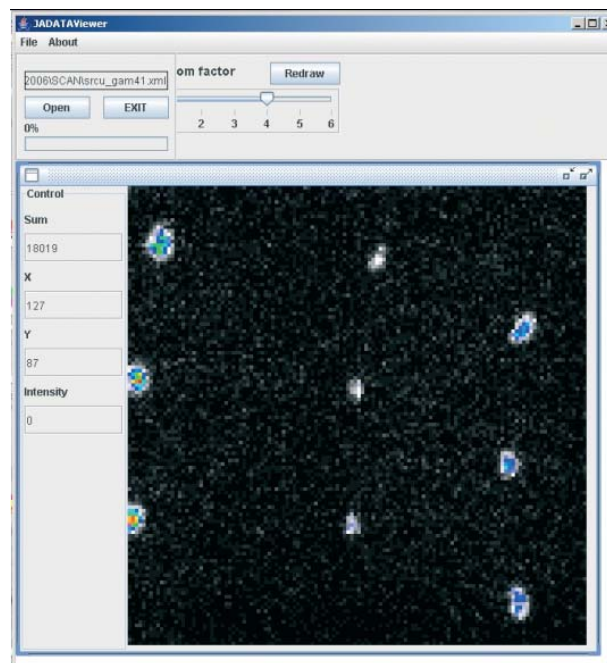 JADATAViewer
File About
2006\SCAN\srcu_gam41.xml
om factor
Redraw
Open
EXIT
2 3 4 5 6
0%
Control
Sum
18019
X
127
Y
87
Intensity
0